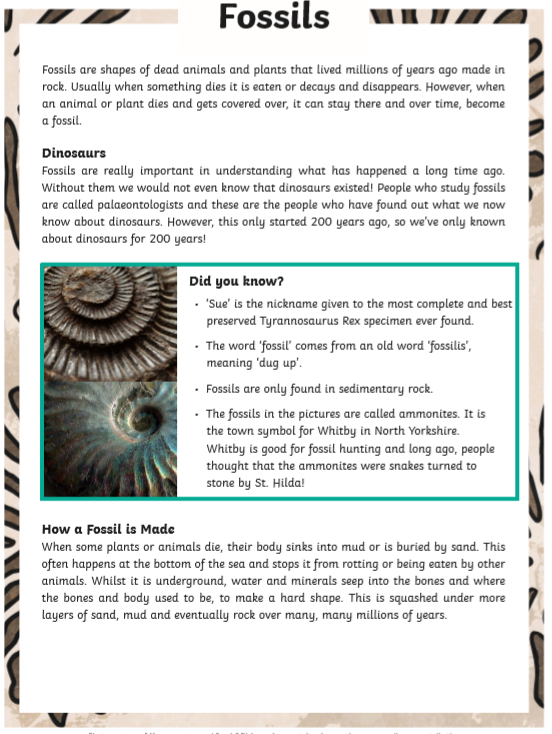 Fossils
Fossils are shapes of dead animals and plants that lived millions of years ago made in
rock. Usually when something dies it is eaten or decays and disappears. However, when
an animal or plant dies and gets covered over, it can stay there and over time, become
a fossil.
Dinosaurs
Fossils are really important in understanding what has happened a long time ago.
Without them we would not even know that dinosaurs existed! People who study fossils
are called palaeontologists and these are the people who have found out what we now
know about dinosaurs. However, this only started 200 years ago, so we've only known
about dinosaurs for 200 years!
Did you know?
• 'Sue' is the nickname given to the most complete and best
preserved Tyrannosaurus Rex specimen ever found.
• The word 'fossil' comes from an old word 'fossilis',
meaning 'dug up'.
• Fossils are only found in sedimentary rock.
• The fossils in the pictures are called ammonites. It is
the town symbol for Whitby in North Yorkshire.
Whitby is good for fossil hunting and long ago, people
thought that the ammonites were snakes turned to
stone by St. Hilda!
How a Fossil is Made
When some plants or animals die, their body sinks into mud or is buried by sand. This
often happens at the bottom of the sea and stops it from rotting or being eaten by other
animals. Whilst it is underground, water and minerals seep into the bones and where
the bones and body used to be, to make a hard shape. This is squashed under more
layers of sand, mud and eventually rock over many, many millions of years.